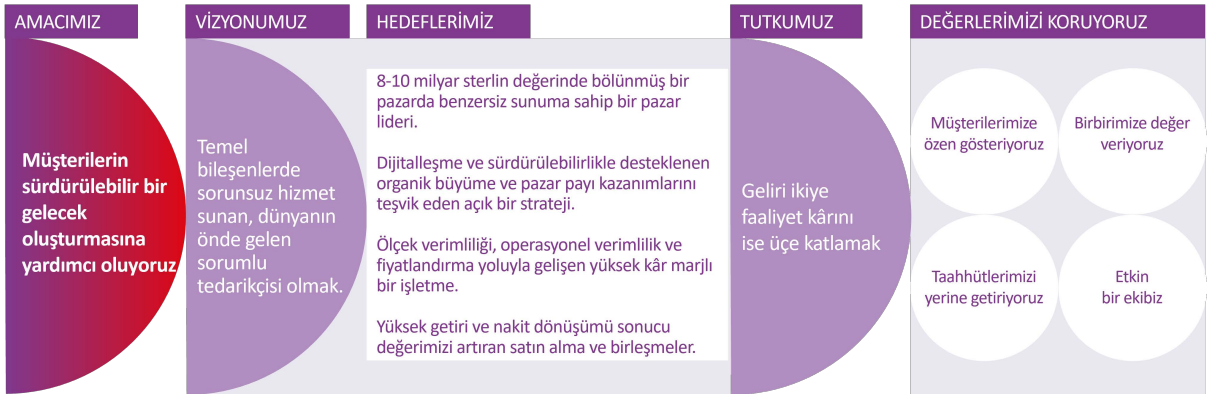 AMACIMIZ
Müşterilerin
sürdürülebilir bir
gelecek
oluşturmasına
yardımcı oluyoruz
VİZYONUMUZ
Temel
bileşenlerde
sorunsuz hizmet
sunan, dünyanın
önde gelen
sorumlu
tedarikçisi olmak.
HEDEFLERİMİZ
8-10 milyar sterlin değerinde bölünmüş bir
pazarda benzersiz sunuma sahip bir pazar
lideri.
Dijitalleşme ve sürdürülebilirlikle desteklenen
organik büyüme ve pazar payı kazanımlarını
teşvik eden açık bir strateji.
Ölçek verimliliği, operasyonel verimlilik ve
fiyatlandırma yoluyla gelişen yüksek kâr marjlı
bir işletme.
Yüksek getiri ve nakit dönüşümü sonucu
değerimizi artıran satın alma ve birleşmeler.
TUTKUMUZ
Geliri ikiye
faaliyet kârını
ise üçe katlamak
DEĞERLERİMİZİ KORUYORUZ
Müşterilerimize
özen gösteriyoruz
Birbirimize değer
veriyoruz
Taahhütlerimizi
yerine getiriyoruz
Etkin
bir ekibiz